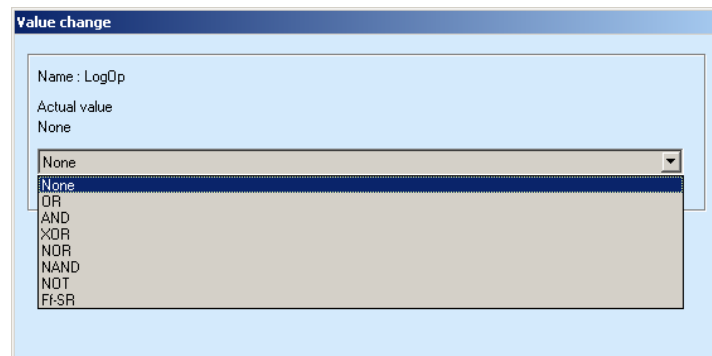 Value change
Name : LogOp
Actual value
None
None
None
OR
AND
XOR
NOR
NAND
NOT
Ff-SR